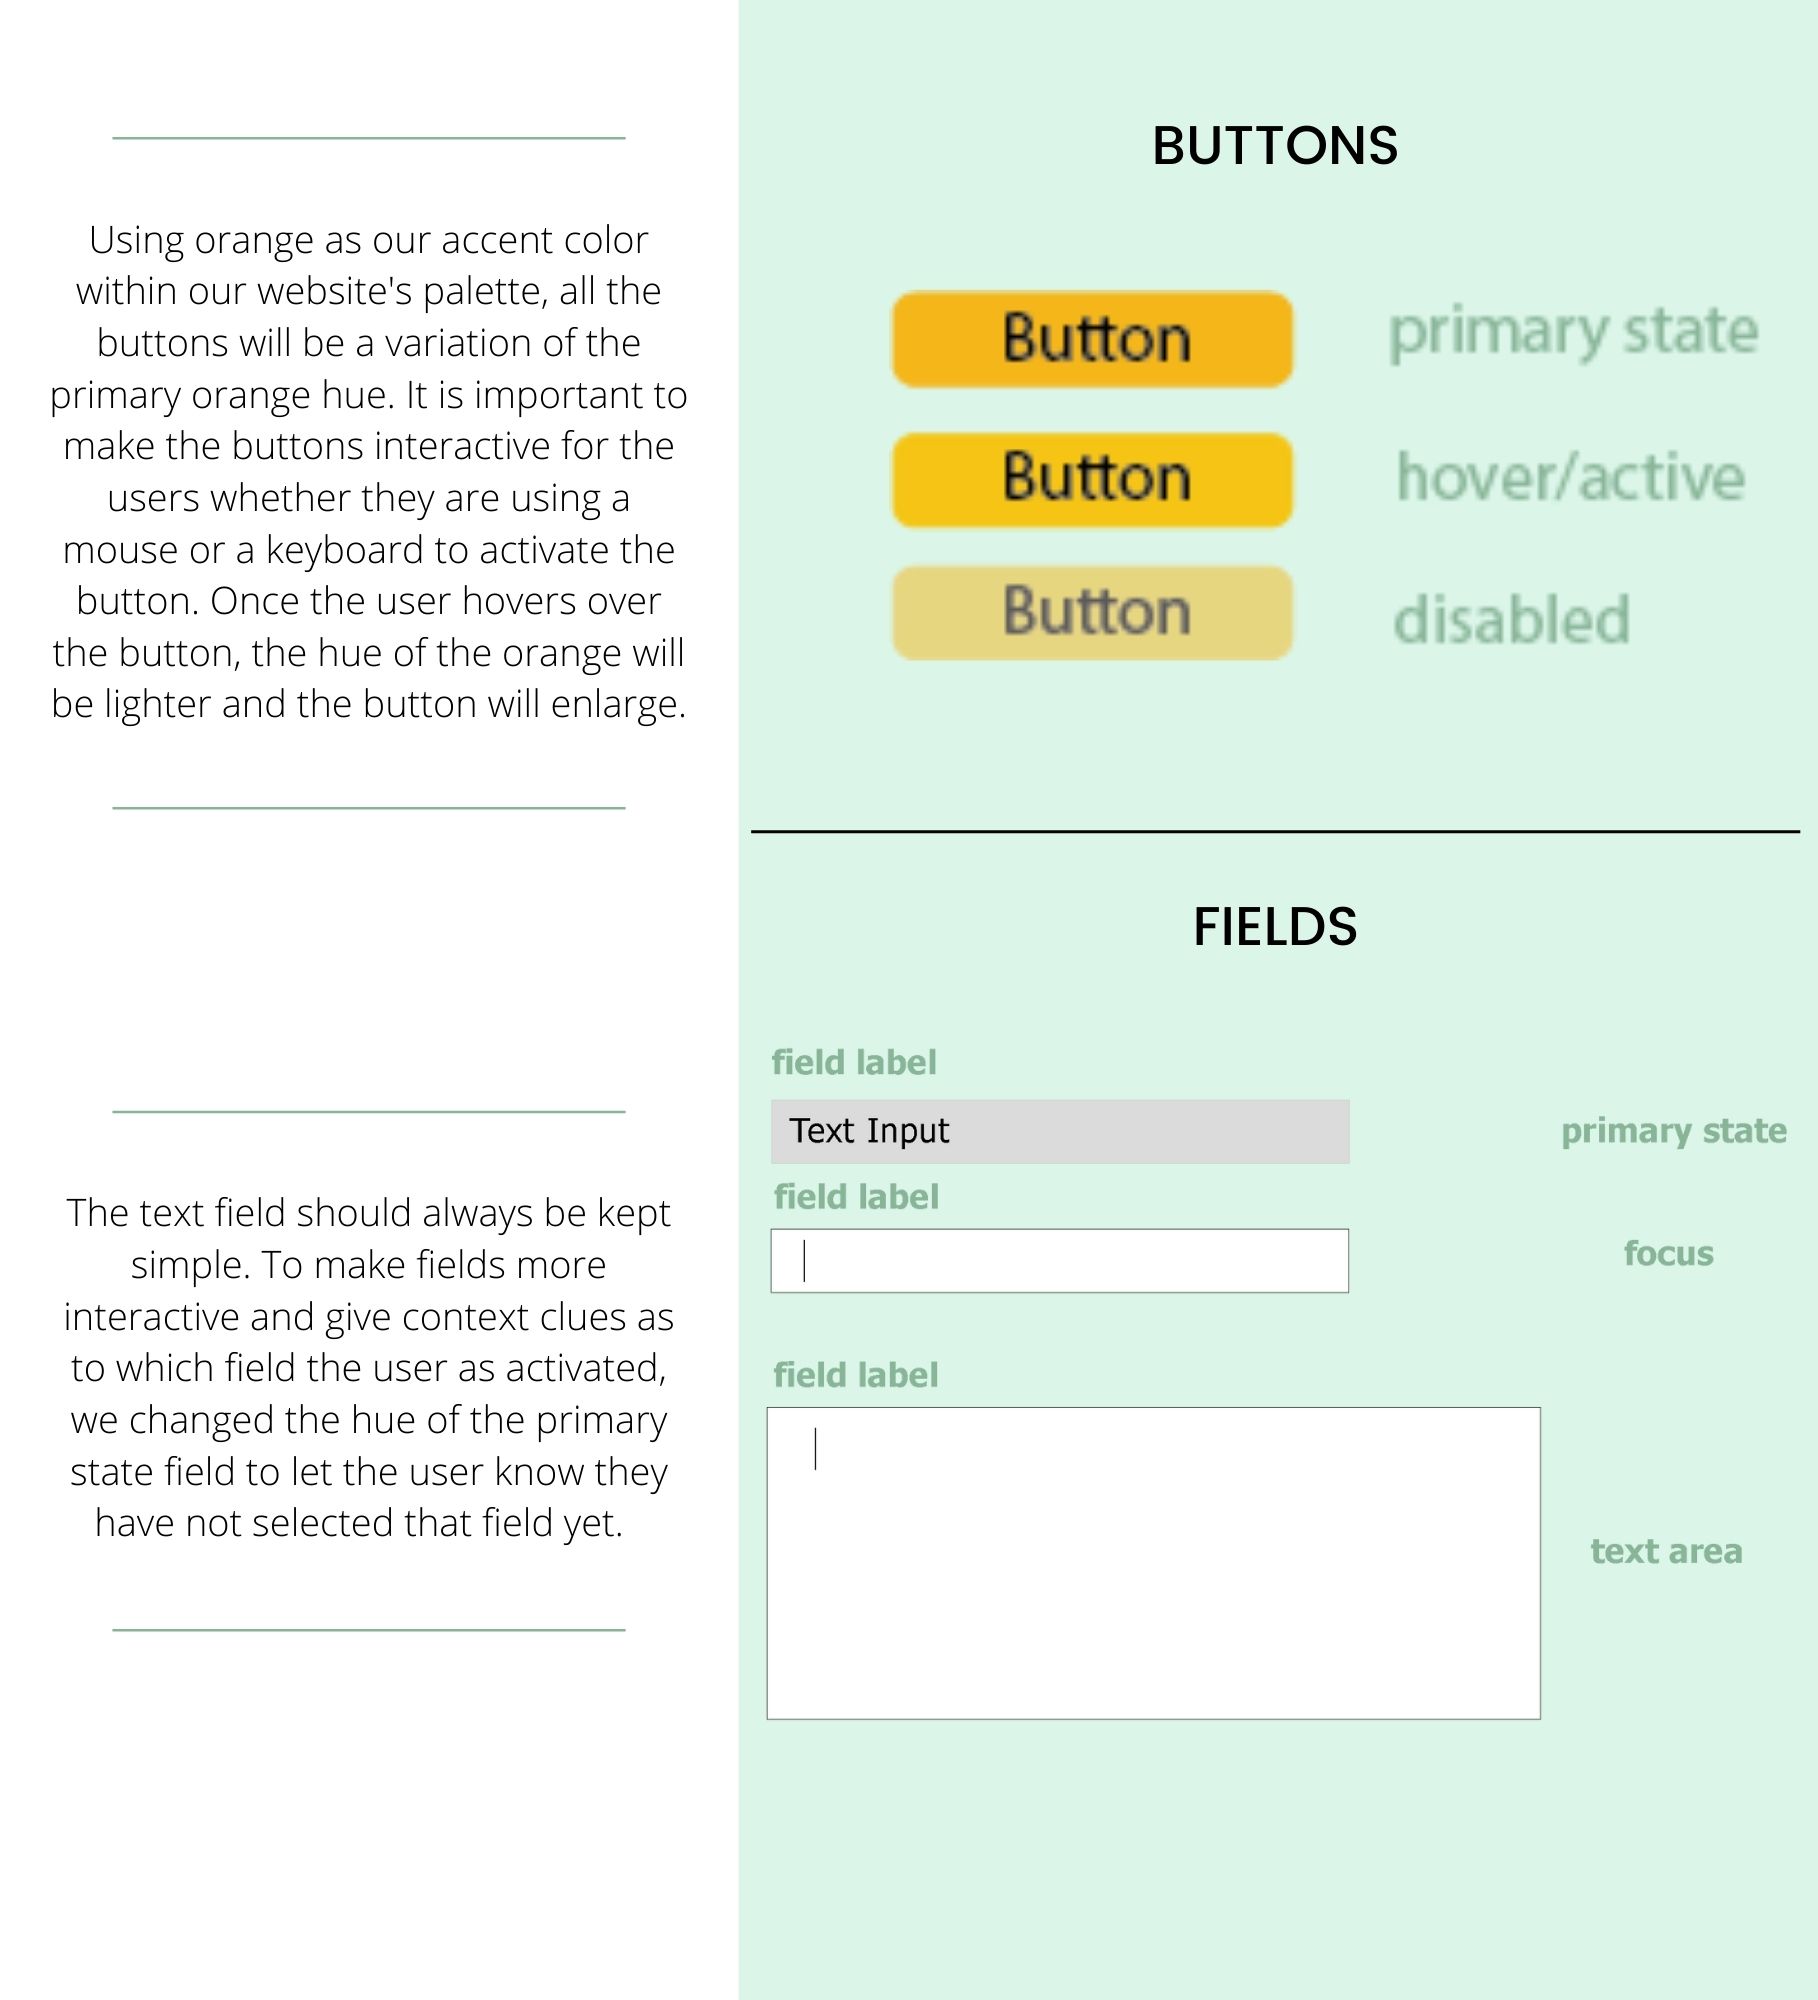 Using orange as our accent color
within our website's palette, all the
buttons will be a variation of the
primary orange hue. It is important to
make the buttons interactive for the
users whether they are using a
mouse or a keyboard to activate the
button. Once the user hovers over
the button, the hue of the orange will
be lighter and the button will enlarge.
The text field should always be kept
simple. To make fields more
interactive and give context clues as
to which field the user as activated,
we changed the hue of the primary
state field to let the user know they
have not selected that field yet.
BUTTONS
Button primary state
Button hover/active
Button disabled
FIELDS
field label
Text Input primary state
field label
focus
field label
text area